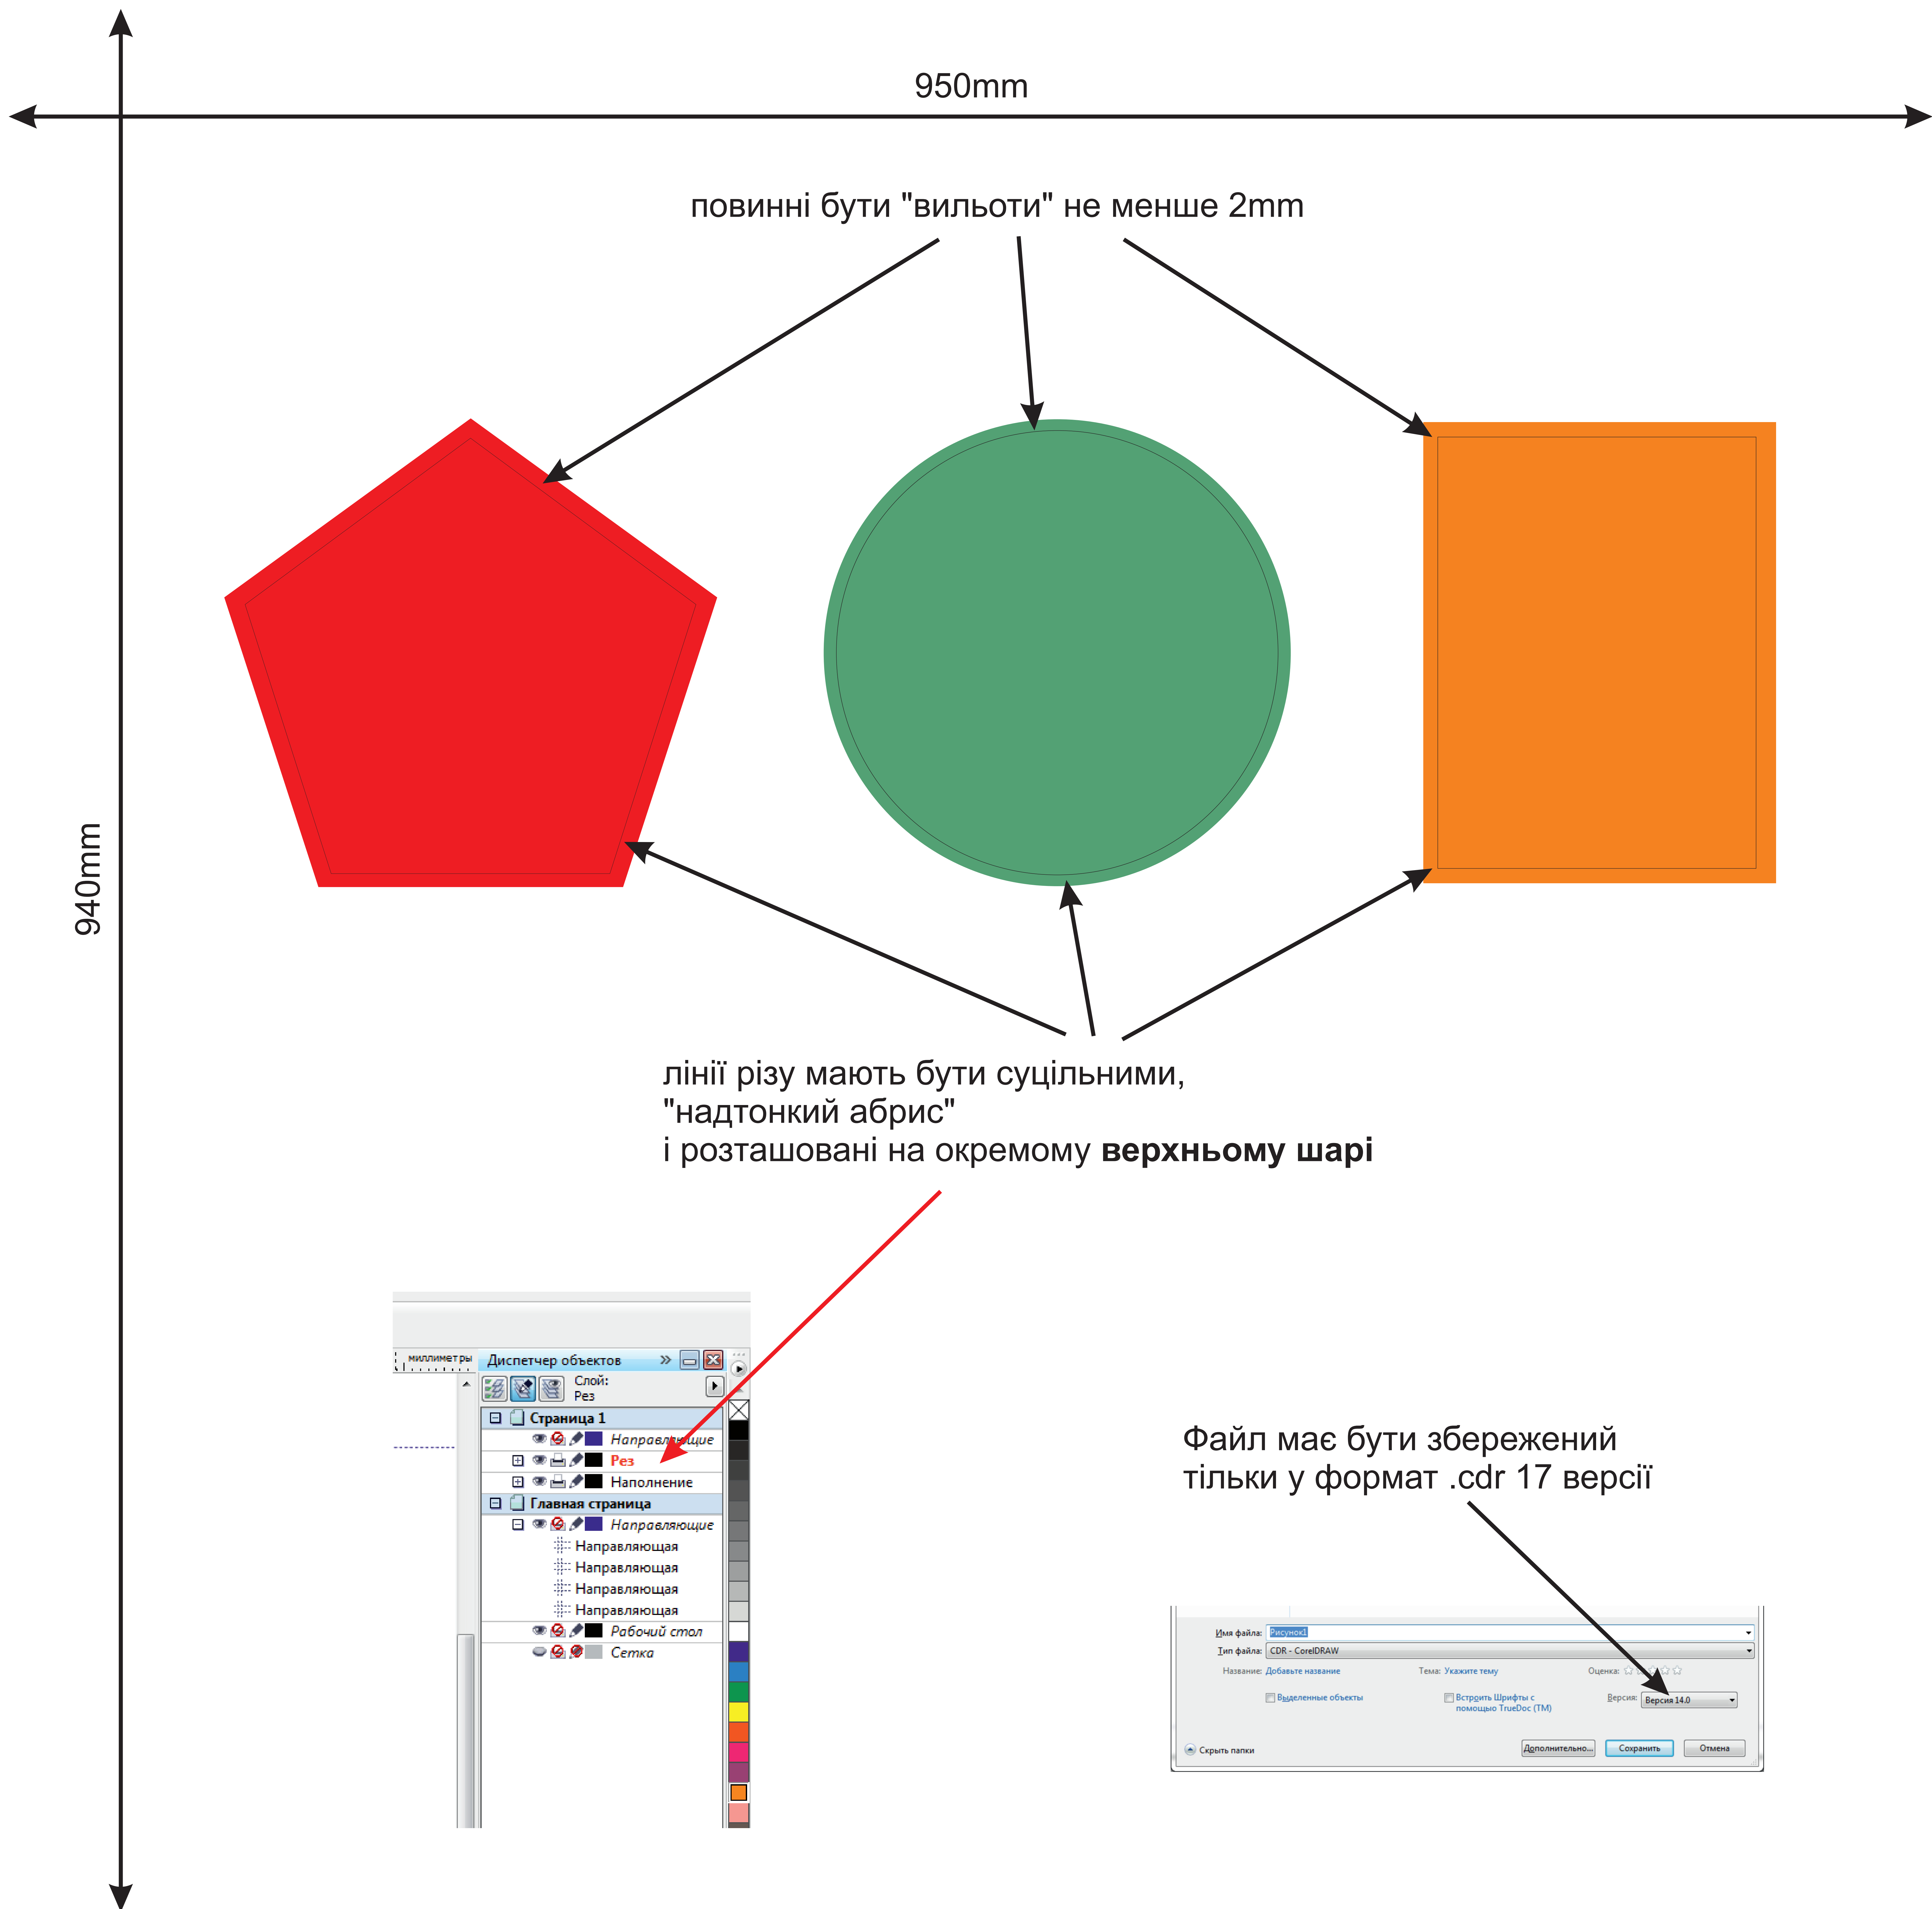 950mm
повинні бути "вильоти" не менше 2mm
940mm
лінії різу мають бути суцільними,
"надтонкий абрис"
і розташовані на окремому верхньому шарі
миллиметры
Диспетчер объектов
Слой:
Рез
Страница 1
Направляющие
Рез
Наполнение
Главная страница
Направляющие
Направляющая
Направляющая
Направляющая
Направляющая
Рабочий стол
Сетка
Файл має бути збережений
тільки у формат .cdr 17 версії
Имя файла: Рисунок1
Тип файла: CDR - CorelDRAW
Название: Добавьте название Тема: Укажите тему Оценка:
Выделенные объекты Встроить Шрифты с помощью TrueDoc (TM) Версия: Версия 14.0
Скрыть папки Дополнительно... Сохранить Отмена